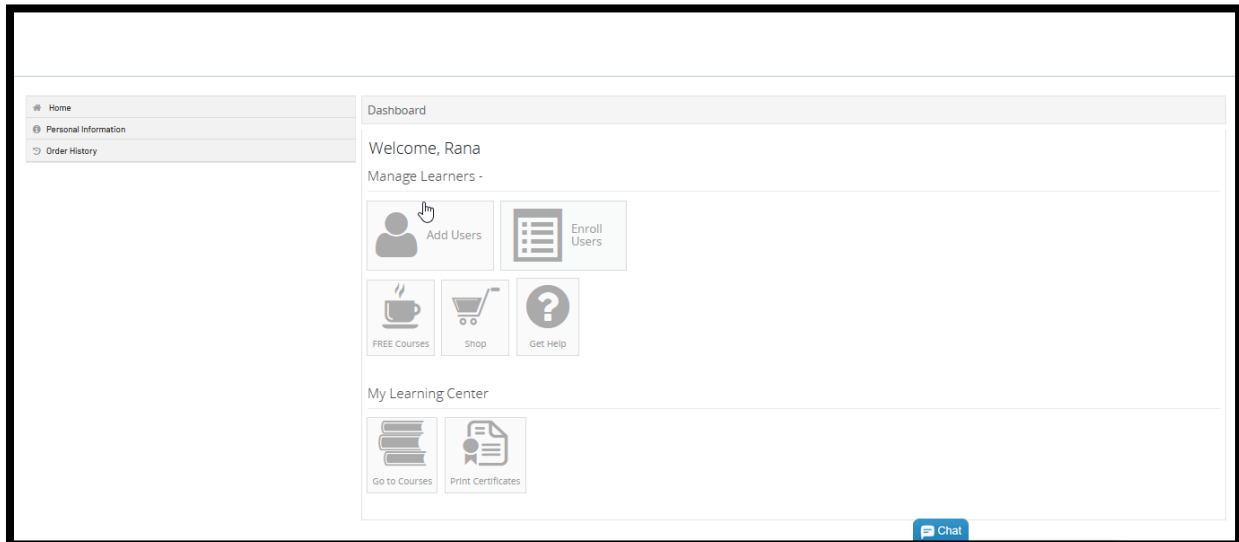 Home
Personal Information
Order History
Dashboard
Welcome, Rana
Manage Learners -
Add Users
Enroll
Users
FREE Courses
Shop
Get Help
My Learning Center
Go to Courses
Print Certificates
Chat